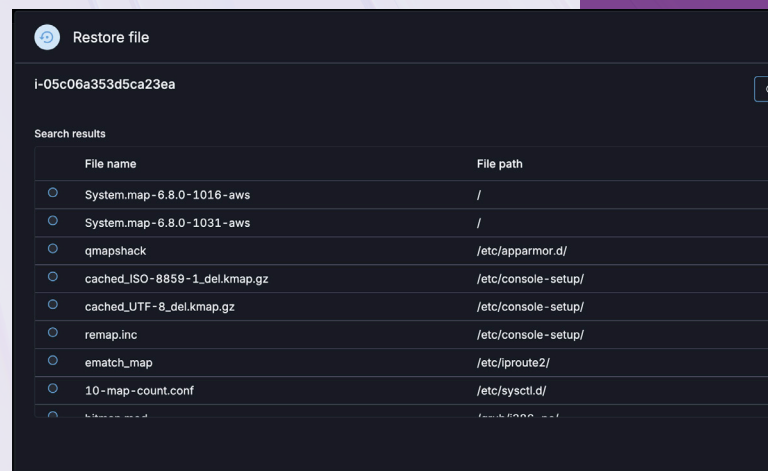 Restore file
i-05c06a353d5ca23ea
Search results
File name File path
System.map-6.8.0-1016-aws /
System.map-6.8.0-1031-aws /
qmapshack /etc/apparmor.d/
cached_ISO-8859-1_del.kmap.gz /etc/console-setup/
cached_UTF-8_del.kmap.gz /etc/console-setup/
remap.inc /etc/console-setup/
ematch_map /etc/iproute2/
10-map-count.conf /etc/sysctl.d/